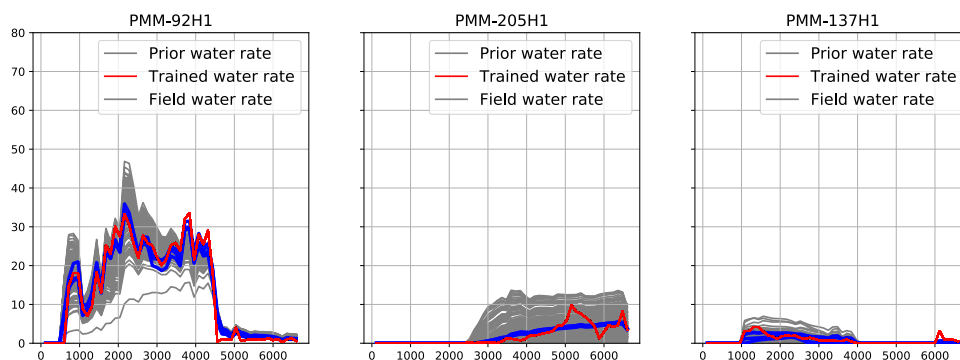 PMM-92H1 PMM-205H1 PMM-137H1
80
70
60
50
40
30
20
10
0
Prior water rate
Trained water rate
Field water rate
Prior water rate
Trained water rate
Field water rate
Prior water rate
Trained water rate
Field water rate
0 1000 2000 3000 4000 5000 6000
0 1000 2000 3000 4000 5000 6000
0 1000 2000 3000 4000 5000 6000